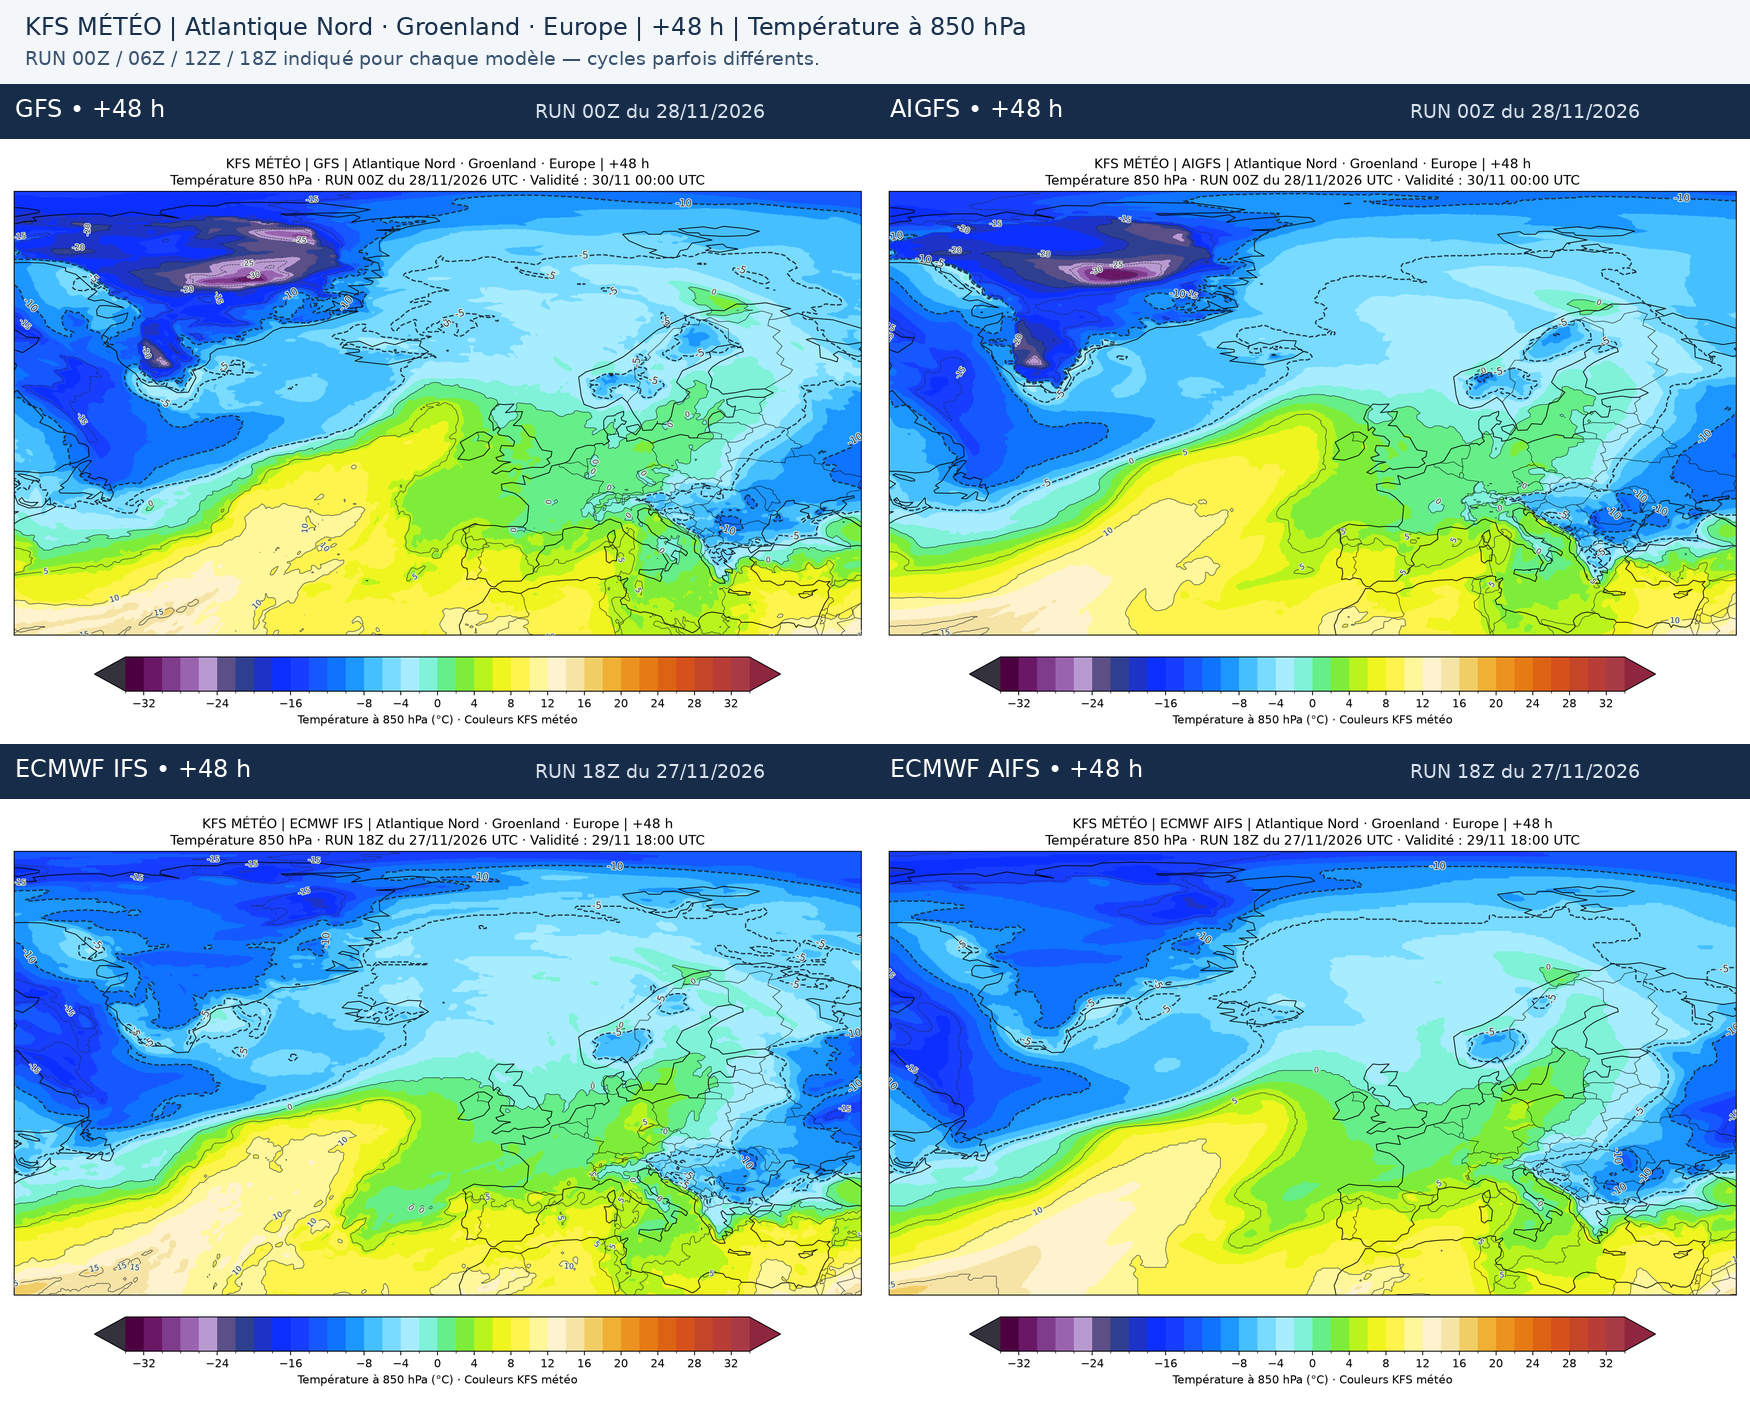 KFS MÉTÉO | Atlantique Nord · Groenland · Europe | +48 h | Température à 850 hPa
RUN 00Z / 06Z / 12Z / 18Z indiqué pour chaque modèle — cycles parfois différents.
GFS • +48 h
RUN 00Z du 28/11/2026
AIGFS • +48 h
RUN 00Z du 28/11/2026
KFS MÉTÉO | GFS | Atlantique Nord · Groenland · Europe | +48 h
Température 850 hPa · RUN 00Z du 28/11/2026 UTC · Validité : 30/11 00:00 UTC
KFS MÉTÉO | AIGFS | Atlantique Nord · Groenland · Europe | +48 h
Température 850 hPa · RUN 00Z du 28/11/2026 UTC · Validité : 30/11 00:00 UTC
−32 −24 −16 −8 −4 0 4 8 12 16 20 24 28 32
Température à 850 hPa (°C) · Couleurs KFS météo
−32 −24 −16 −8 −4 0 4 8 12 16 20 24 28 32
Température à 850 hPa (°C) · Couleurs KFS météo
ECMWF IFS • +48 h
RUN 18Z du 27/11/2026
ECMWF AIFS • +48 h
RUN 18Z du 27/11/2026
KFS MÉTÉO | ECMWF IFS | Atlantique Nord · Groenland · Europe | +48 h
Température 850 hPa · RUN 18Z du 27/11/2026 UTC · Validité : 29/11 18:00 UTC
KFS MÉTÉO | ECMWF AIFS | Atlantique Nord · Groenland · Europe | +48 h
Température 850 hPa · RUN 18Z du 27/11/2026 UTC · Validité : 29/11 18:00 UTC
−32 −24 −16 −8 −4 0 4 8 12 16 20 24 28 32
Température à 850 hPa (°C) · Couleurs KFS météo
−32 −24 −16 −8 −4 0 4 8 12 16 20 24 28 32
Température à 850 hPa (°C) · Couleurs KFS météo